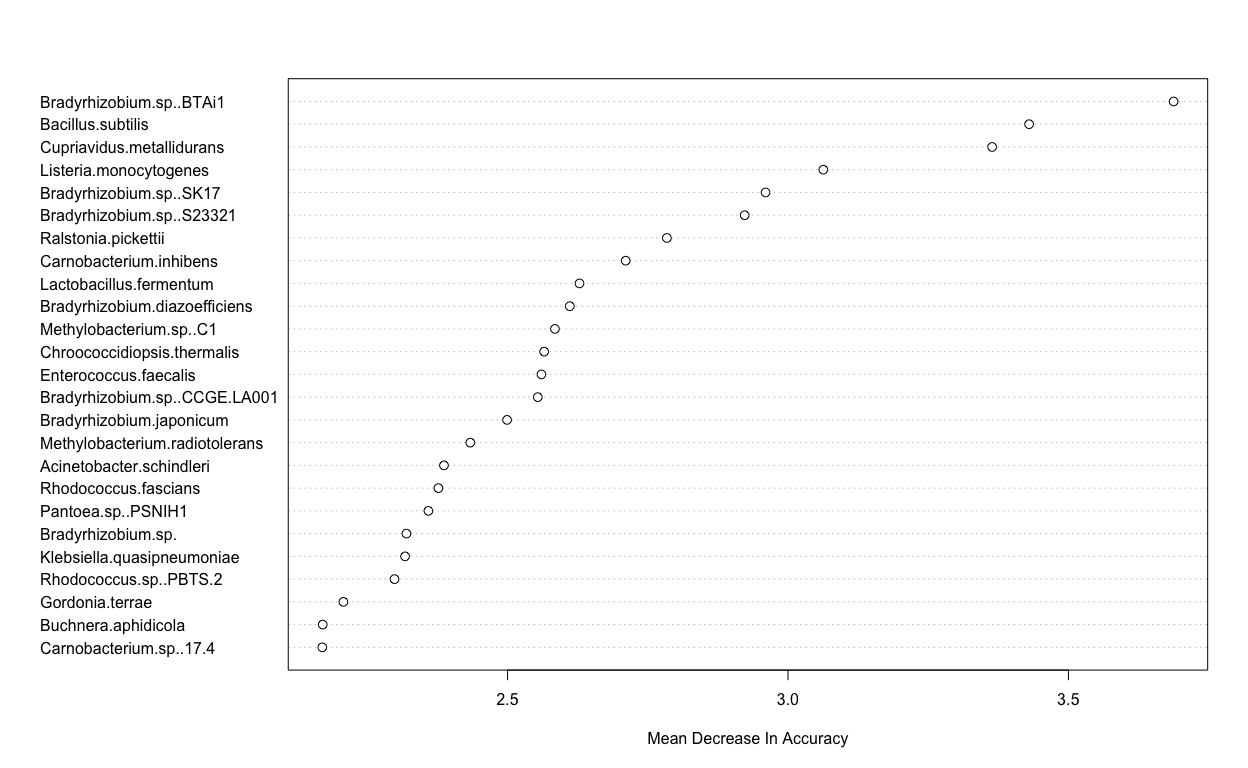 Bradyrhizobium.sp..BTAi1
Bacillus.subtilis
Cupriavidus.metallidurans
Listeria.monocytogenes
Bradyrhizobium.sp..SK17
Bradyrhizobium.sp..S23321
Ralstonia.pickettii
Carnobacterium.inhibens
Lactobacillus.fermentum
Bradyrhizobium.diazoefficiens
Methylobacterium.sp..C1
Chroococcidiopsis.thermalis
Enterococcus.faecalis
Bradyrhizobium.sp..CCGE.LA001
Bradyrhizobium.japonicum
Methylobacterium.radiotolerans
Acinetobacter.schindleri
Rhodococcus.fascians
Pantoea.sp..PSNIH1
Bradyrhizobium.sp.
Klebsiella.quasipneumoniae
Rhodococcus.sp..PBTS.2
Gordonia.terrae
Buchnera.aphidicola
Carnobacterium.sp..17.4
2.5 3.0 3.5
Mean Decrease In Accuracy